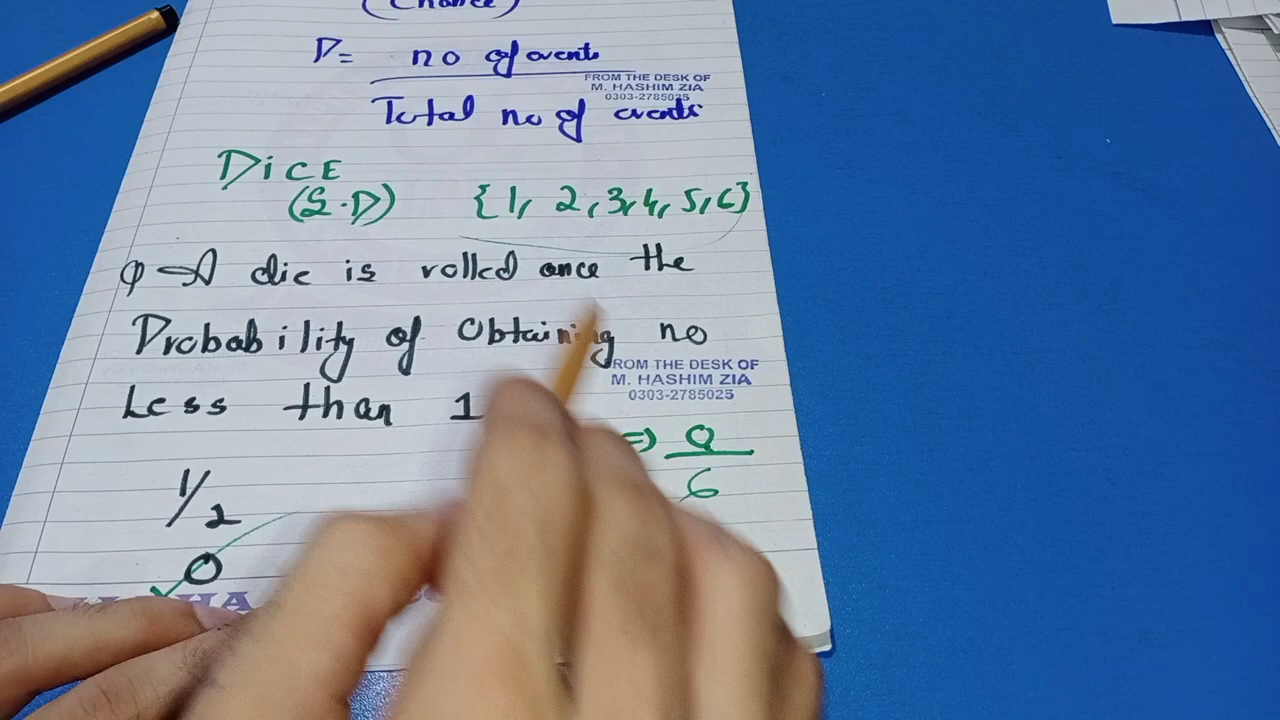 (Chance)
P= no of events
FROM THE DESK OF
M. HASHIM ZIA
0303-2785025
Total no of events
DiCE
(S.D) {1, 2,3,4,5,6}
Q A die is rolled once the
Probability of Obtaining no
FROM THE DESK OF
M. HASHIM ZIA
0303-2785025
Less than 1
=> 0
6
1/2
0